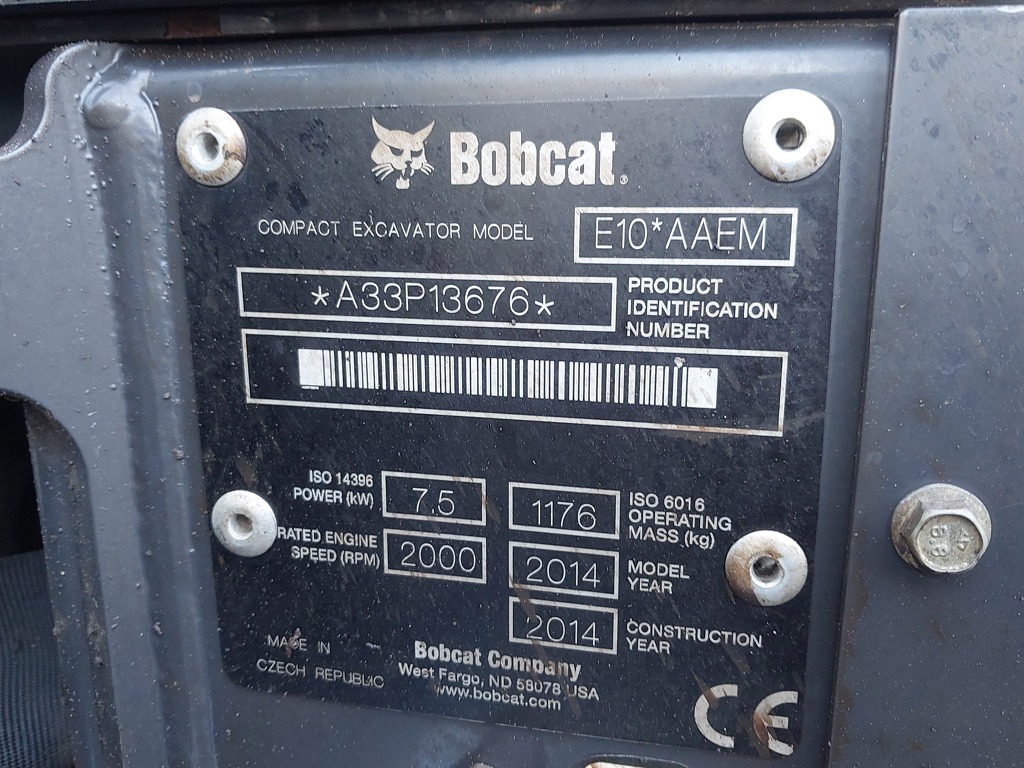 Bobcat.
COMPACT EXCAVATOR MODEL E10*AAEM
*A33P13676* PRODUCT
IDENTIFICATION
NUMBER
ISO 14396
POWER (kW) 7.5
1176 ISO 6016
OPERATING
MASS (kg)
RATED ENGINE
SPEED (RPM) 2000
2014 MODEL
YEAR
2014 CONSTRUCTION
YEAR
MADE IN
CZECH REPUBLIC
Bobcat Company
West Fargo, ND 58078 USA
www.bobcat.com
CE
8.8